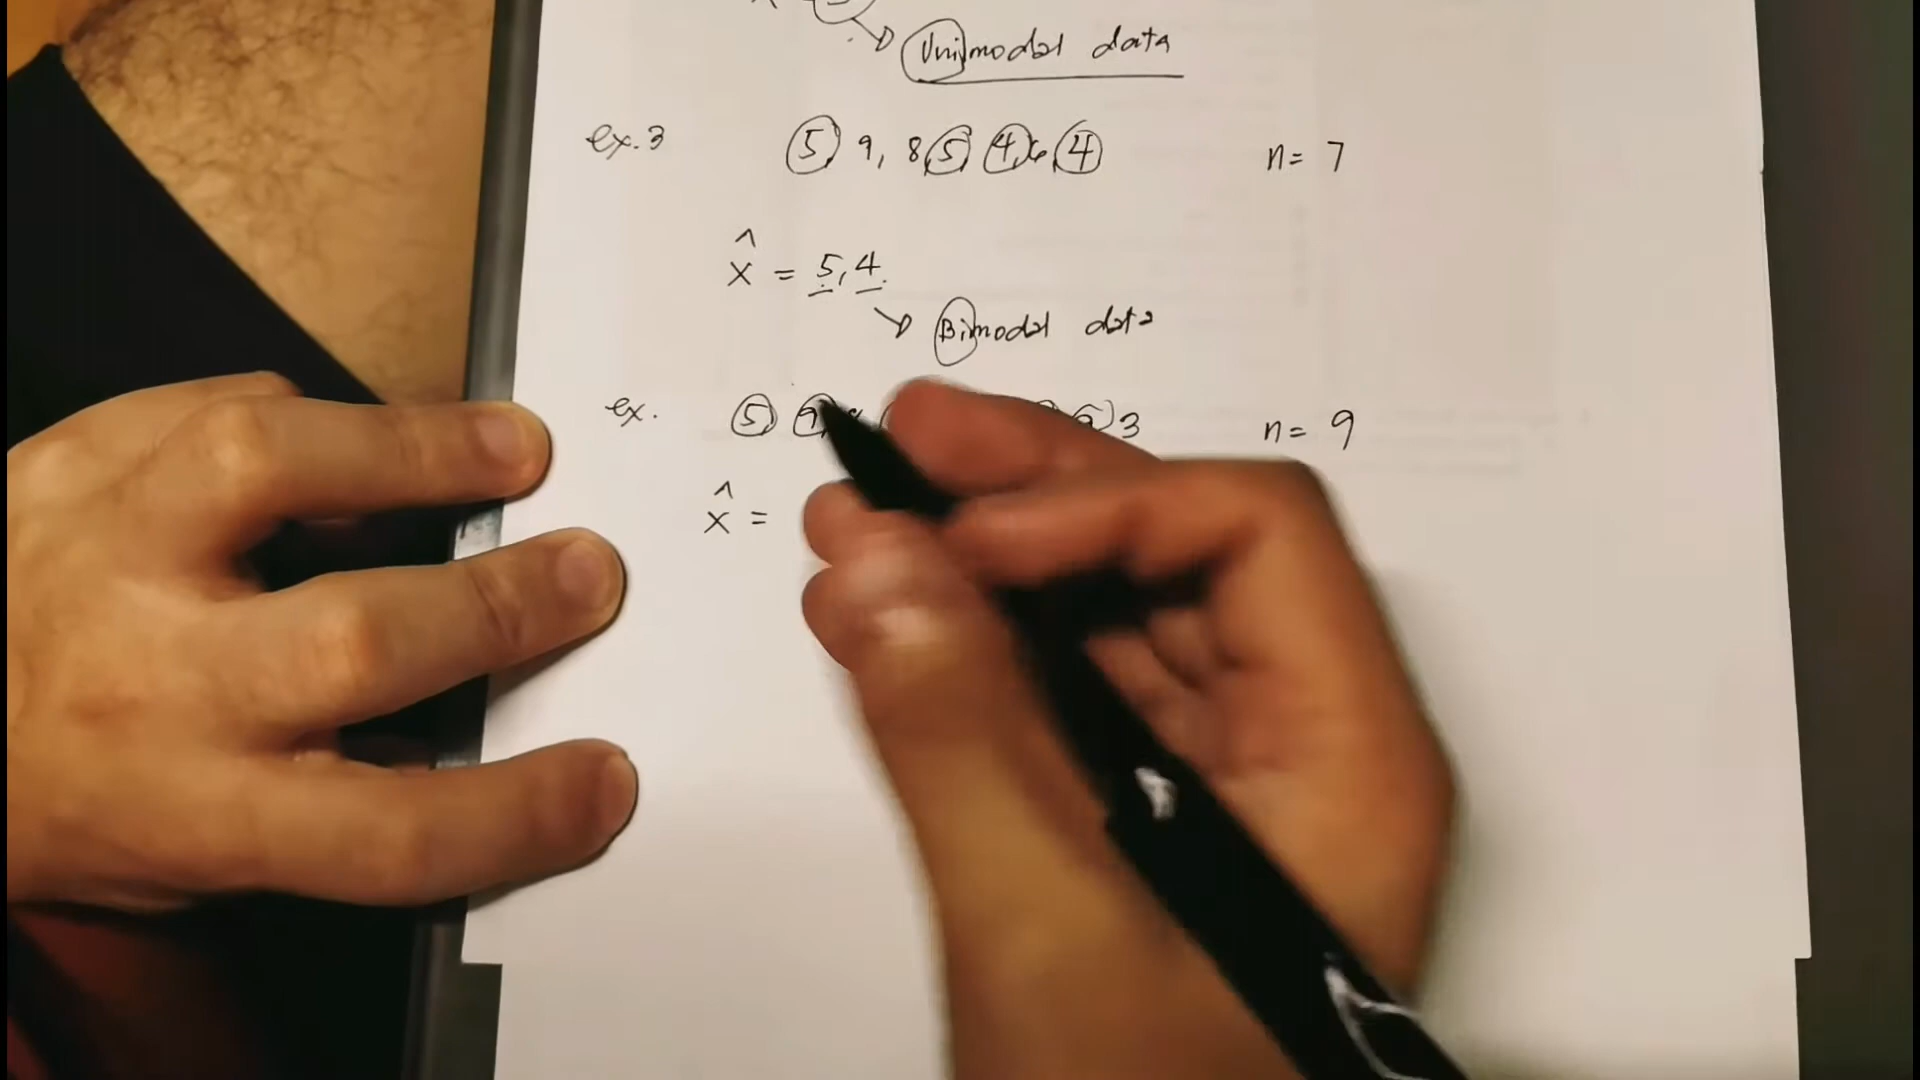 Unimodal data
ex.3 5, 9, 8, 5, 4, 6, 4 n= 7
^
x = 5, 4
Bimodal data
ex. 5, 9, 3 n= 9
^
x =